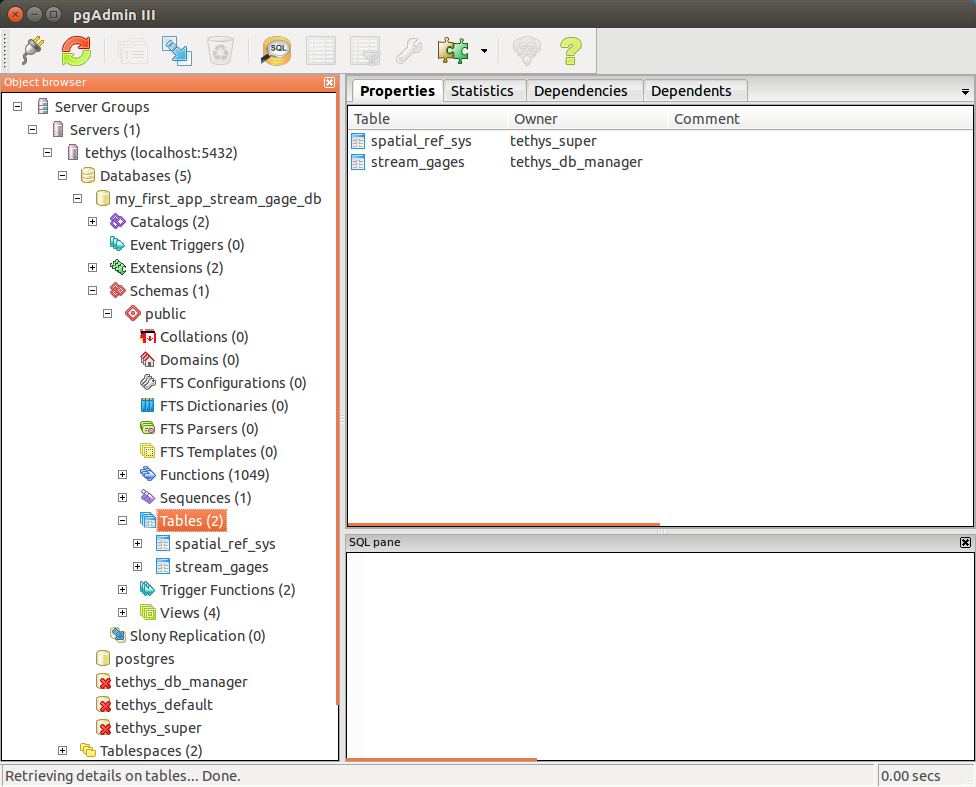 pgAdmin III
SQL
Object browser
Server Groups
Servers (1)
tethys (localhost:5432)
Databases (5)
my_first_app_stream_gage_db
Catalogs (2)
Event Triggers (0)
Extensions (2)
Schemas (1)
public
Collations (0)
Domains (0)
FTS Configurations (0)
FTS Dictionaries (0)
FTS Parsers (0)
FTS Templates (0)
Functions (1049)
Sequences (1)
Tables (2)
spatial_ref_sys
stream_gages
Trigger Functions (2)
Views (4)
Slony Replication (0)
postgres
tethys_db_manager
tethys_default
tethys_super
Tablespaces (2)
Properties Statistics Dependencies Dependents
Table Owner Comment
spatial_ref_sys tethys_super
stream_gages tethys_db_manager
SQL pane
Retrieving details on tables... Done. 0.00 secs